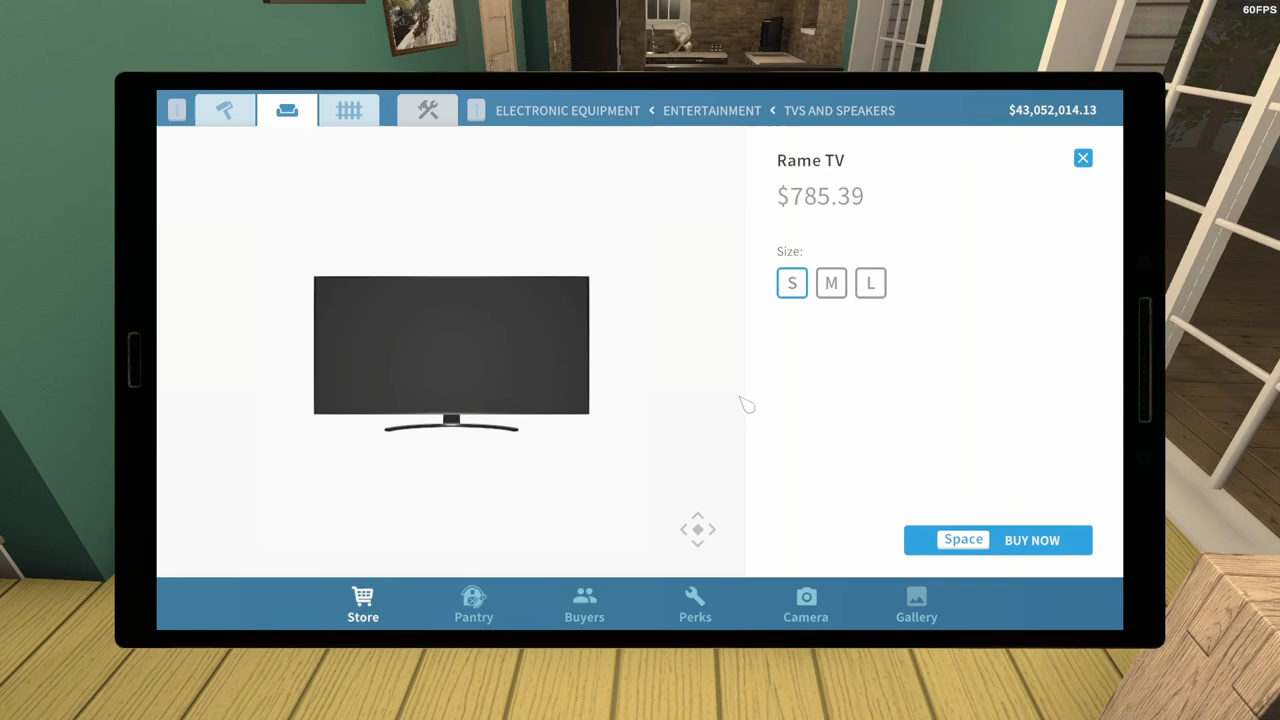 60FPS
ELECTRONIC EQUIPMENT < ENTERTAINMENT < TVS AND SPEAKERS
$43,052,014.13
Rame TV
$785.39
Size:
S M L
Space BUY NOW
Store Pantry Buyers Perks Camera Gallery